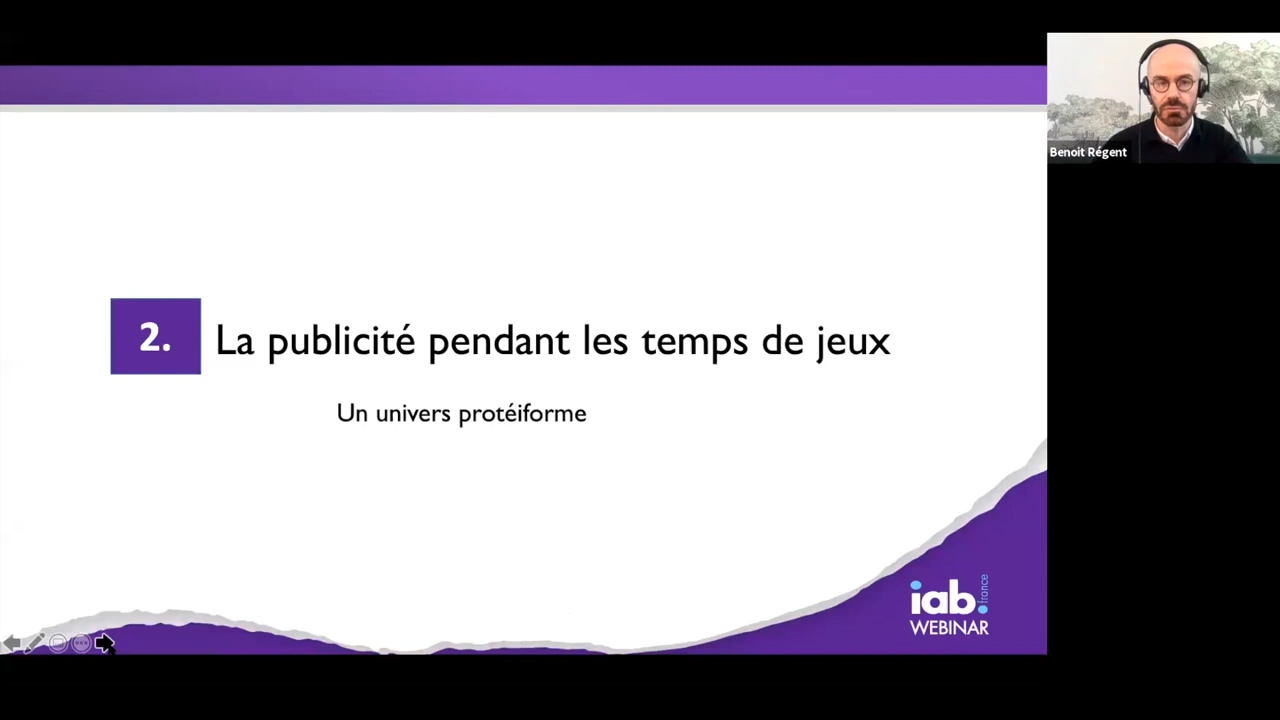 Benoit Régent
2. La publicité pendant les temps de jeux
Un univers protéiforme
iab. france
WEBINAR